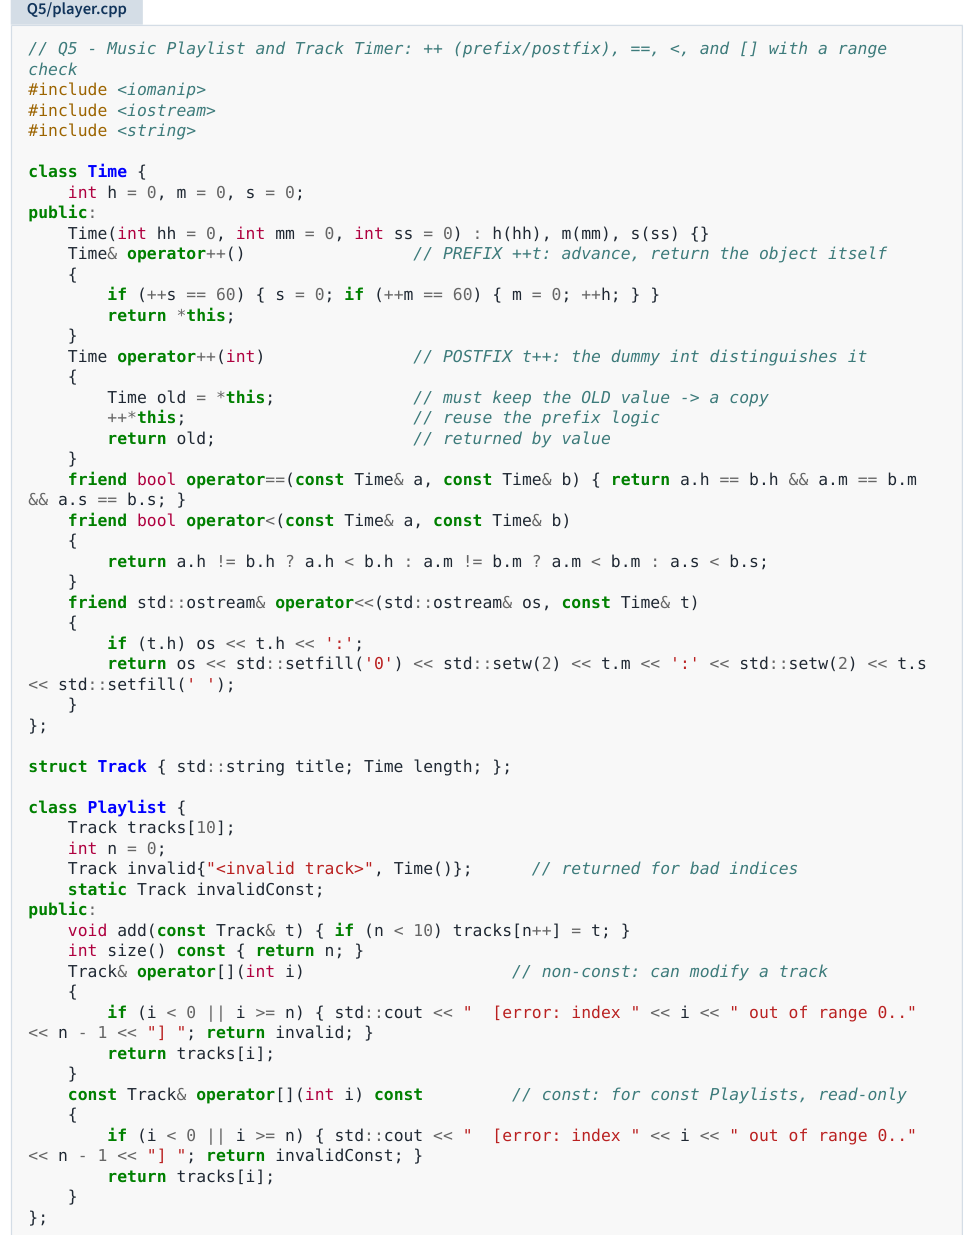 Q5/player.cpp
// Q5 - Music Playlist and Track Timer: ++ (prefix/postfix), ==, <, and [] with a range
check
#include <iomanip>
#include <iostream>
#include <string>

class Time {
    int h = 0, m = 0, s = 0;
public:
    Time(int hh = 0, int mm = 0, int ss = 0) : h(hh), m(mm), s(ss) {}
    Time& operator++()                 // PREFIX ++t: advance, return the object itself
    {
        if (++s == 60) { s = 0; if (++m == 60) { m = 0; ++h; } }
        return *this;
    }
    Time operator++(int)               // POSTFIX t++: the dummy int distinguishes it
    {
        Time old = *this;              // must keep the OLD value -> a copy
        ++*this;                       // reuse the prefix logic
        return old;                    // returned by value
    }
    friend bool operator==(const Time& a, const Time& b) { return a.h == b.h && a.m == b.m
&& a.s == b.s; }
    friend bool operator<(const Time& a, const Time& b)
    {
        return a.h != b.h ? a.h < b.h : a.m != b.m ? a.m < b.m : a.s < b.s;
    }
    friend std::ostream& operator<<(std::ostream& os, const Time& t)
    {
        if (t.h) os << t.h << ':';
        return os << std::setfill('0') << std::setw(2) << t.m << ':' << std::setw(2) << t.s
<< std::setfill(' ');
    }
};

struct Track { std::string title; Time length; };

class Playlist {
    Track tracks[10];
    int n = 0;
    Track invalid{"<invalid track>", Time()};      // returned for bad indices
    static Track invalidConst;
public:
    void add(const Track& t) { if (n < 10) tracks[n++] = t; }
    int size() const { return n; }
    Track& operator[](int i)                     // non-const: can modify a track
    {
        if (i < 0 || i >= n) { std::cout << "  [error: index " << i << " out of range 0.."
<< n - 1 << "] "; return invalid; }
        return tracks[i];
    }
    const Track& operator[](int i) const         // const: for const Playlists, read-only
    {
        if (i < 0 || i >= n) { std::cout << "  [error: index " << i << " out of range 0.."
<< n - 1 << "] "; return invalidConst; }
        return tracks[i];
    }
};